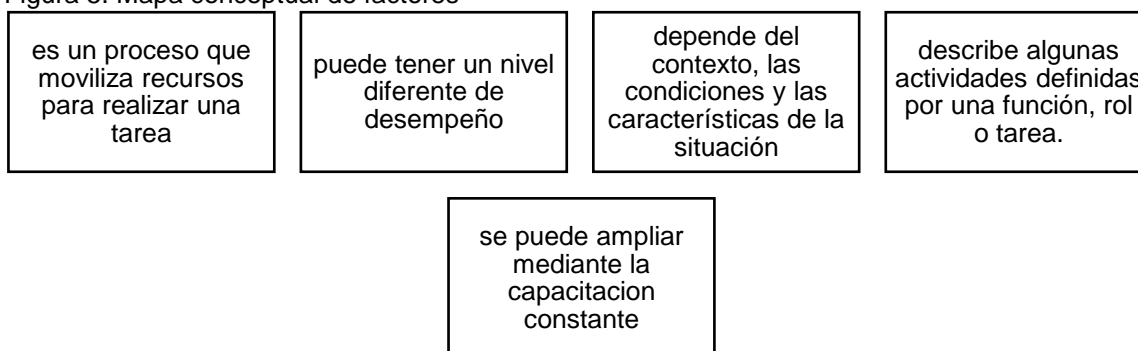 Figura 3. Mapa conceptual de factores
es un proceso que
moviliza recursos
para realizar una
tarea
puede tener un nivel
diferente de
desempeño
depende del
contexto, las
condiciones y las
características de la
situación
describe algunas
actividades definidas
por una función, rol
o tarea.
se puede ampliar
mediante la
capacitacion
constante